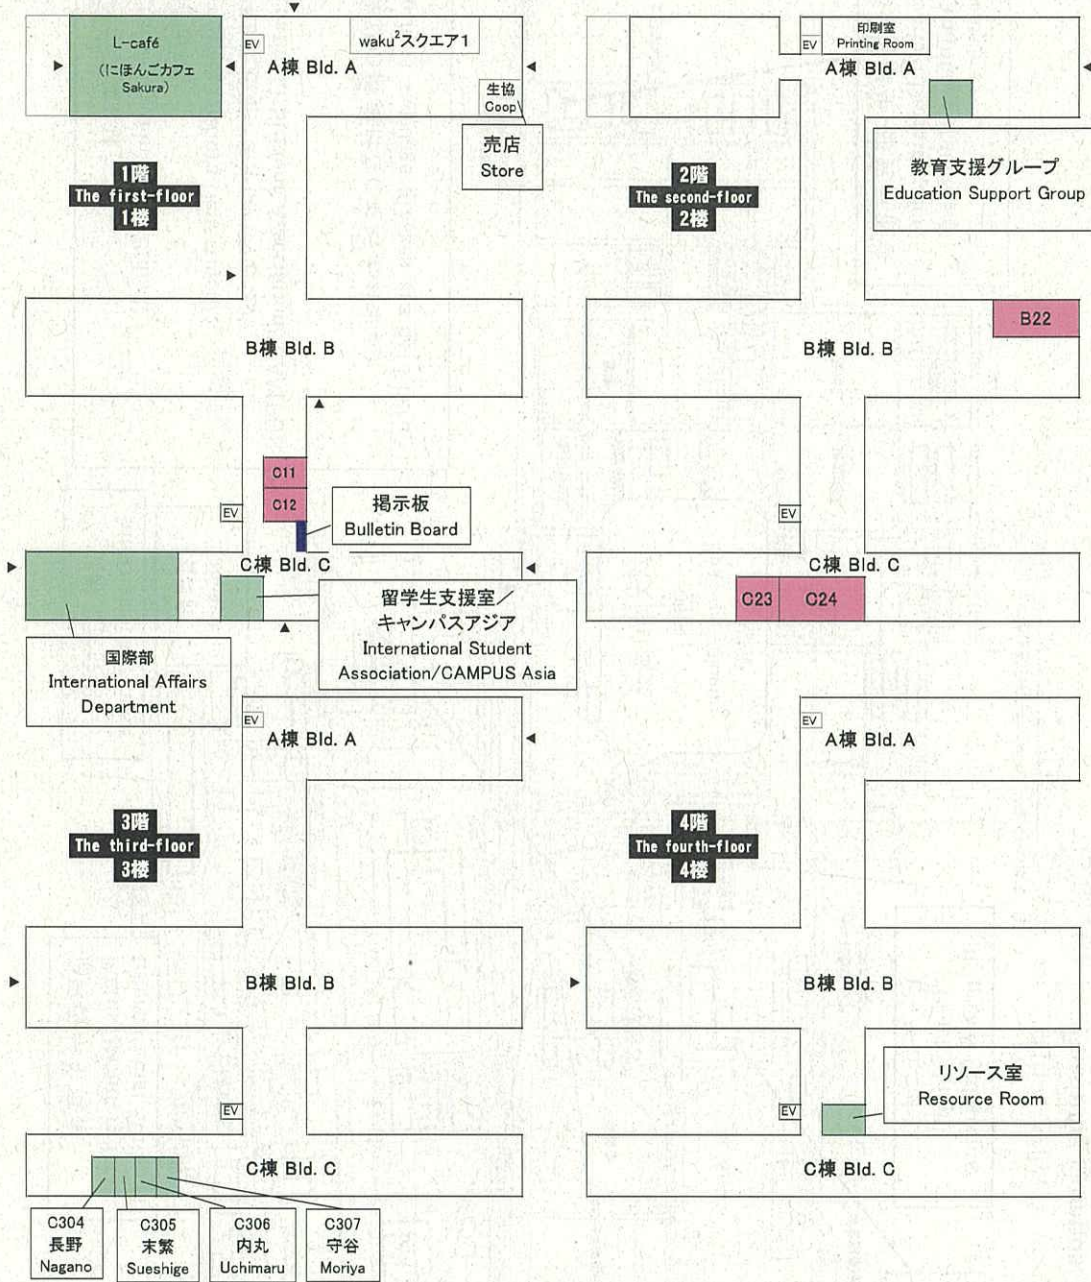 L-café
(にほんごカフェ
Sakura)
EV
waku²スクエア1
A棟 Bld. A
生協
Coop
売店
Store
1階
The first-floor
1楼
B棟 Bld. B
C11
C12
EV
掲示板
Bulletin Board
C棟 Bld. C
留学生支援室/
キャンパスアジア
International Student
Association/CAMPUS Asia
国際部
International Affairs
Department
EV
印刷室
Printing Room
A棟 Bld. A
教育支援グループ
Education Support Group
2階
The second-floor
2楼
B22
B棟 Bld. B
EV
C棟 Bld. C
C23
C24
EV
A棟 Bld. A
3階
The third-floor
3楼
B棟 Bld. B
EV
C棟 Bld. C
C304
長野
Nagano
C305
末繁
Sueshige
C306
内丸
Uchimaru
C307
守谷
Moriya
EV
A棟 Bld. A
4階
The fourth-floor
4楼
B棟 Bld. B
リソース室
Resource Room
EV
C棟 Bld. C